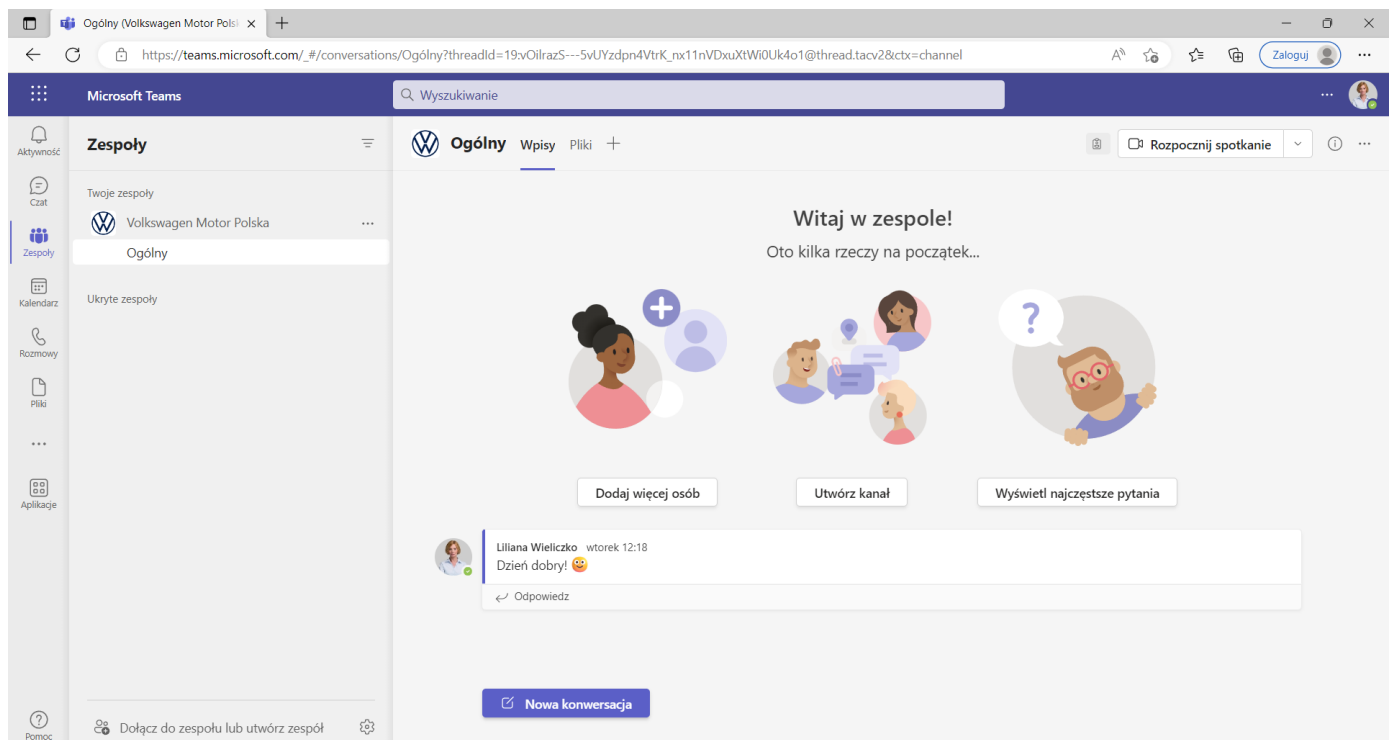 Ogólny (Volkswagen Motor Pols
https://teams.microsoft.com/_#/conversations/Ogólny?threadId=19:vOilrazS---5vUYzdpn4VtrK_nx11nVDxuXtWi0Uk4o1@thread.tacv2&ctx=channel
Zaloguj
Microsoft Teams
Wyszukiwanie
Aktywność
Czat
Zespoły
Kalendarz
Rozmowy
Pliki
Aplikacje
Pomoc
Zespoły
Twoje zespoły
Volkswagen Motor Polska
Ogólny
Ukryte zespoły
Dołącz do zespołu lub utwórz zespół
Ogólny Wpisy Pliki
Rozpocznij spotkanie
Witaj w zespole!
Oto kilka rzeczy na początek...
?
Dodaj więcej osób
Utwórz kanał
Wyświetl najczęstsze pytania
Liliana Wieliczko wtorek 12:18
Dzień dobry!
Odpowiedz
Nowa konwersacja